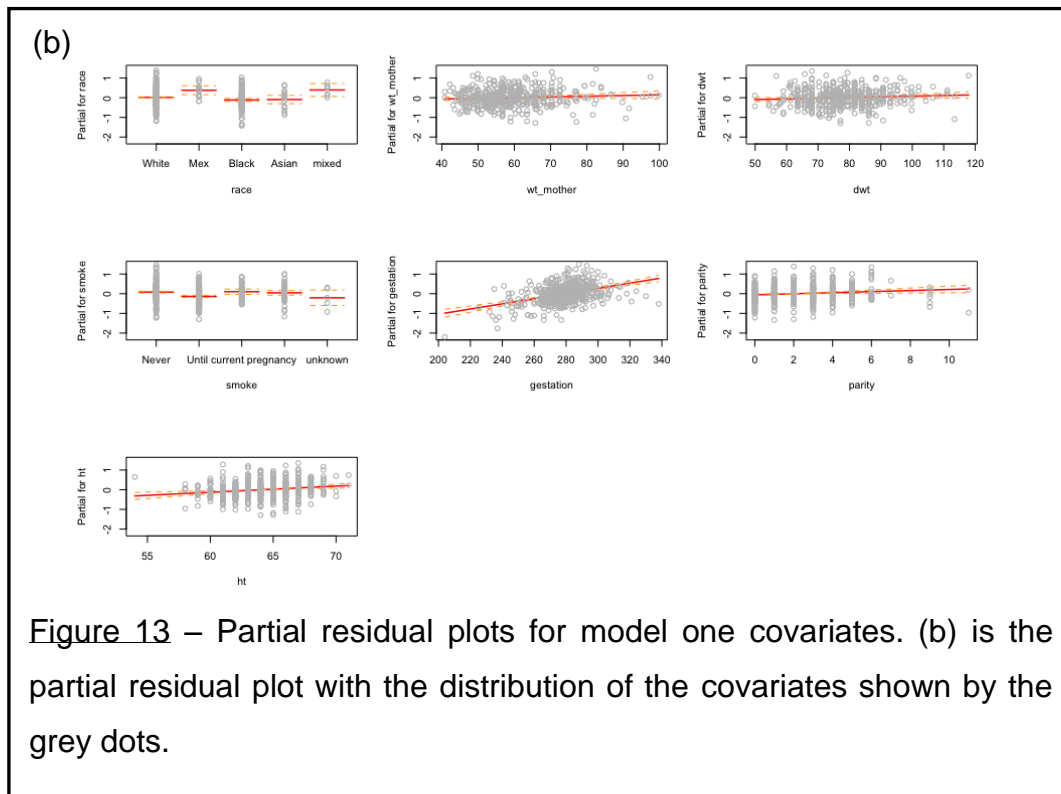 (b)
Partial for race
1
0
-1
-2
White Mex Black Asian mixed
race
Partial for wt_mother
1
0
-1
-2
40 50 60 70 80 90 100
wt_mother
Partial for dwt
1
0
-1
-2
50 60 70 80 90 100 110 120
dwt
Partial for smoke
1
0
-1
-2
Never Until current pregnancy unknown
smoke
Partial for gestation
1
0
-1
-2
200 220 240 260 280 300 320 340
gestation
Partial for parity
1
0
-1
-2
0 2 4 6 8 10
parity
Partial for ht
1
0
-1
-2
55 60 65 70
ht
Figure 13 – Partial residual plots for model one covariates. (b) is the
partial residual plot with the distribution of the covariates shown by the
grey dots.